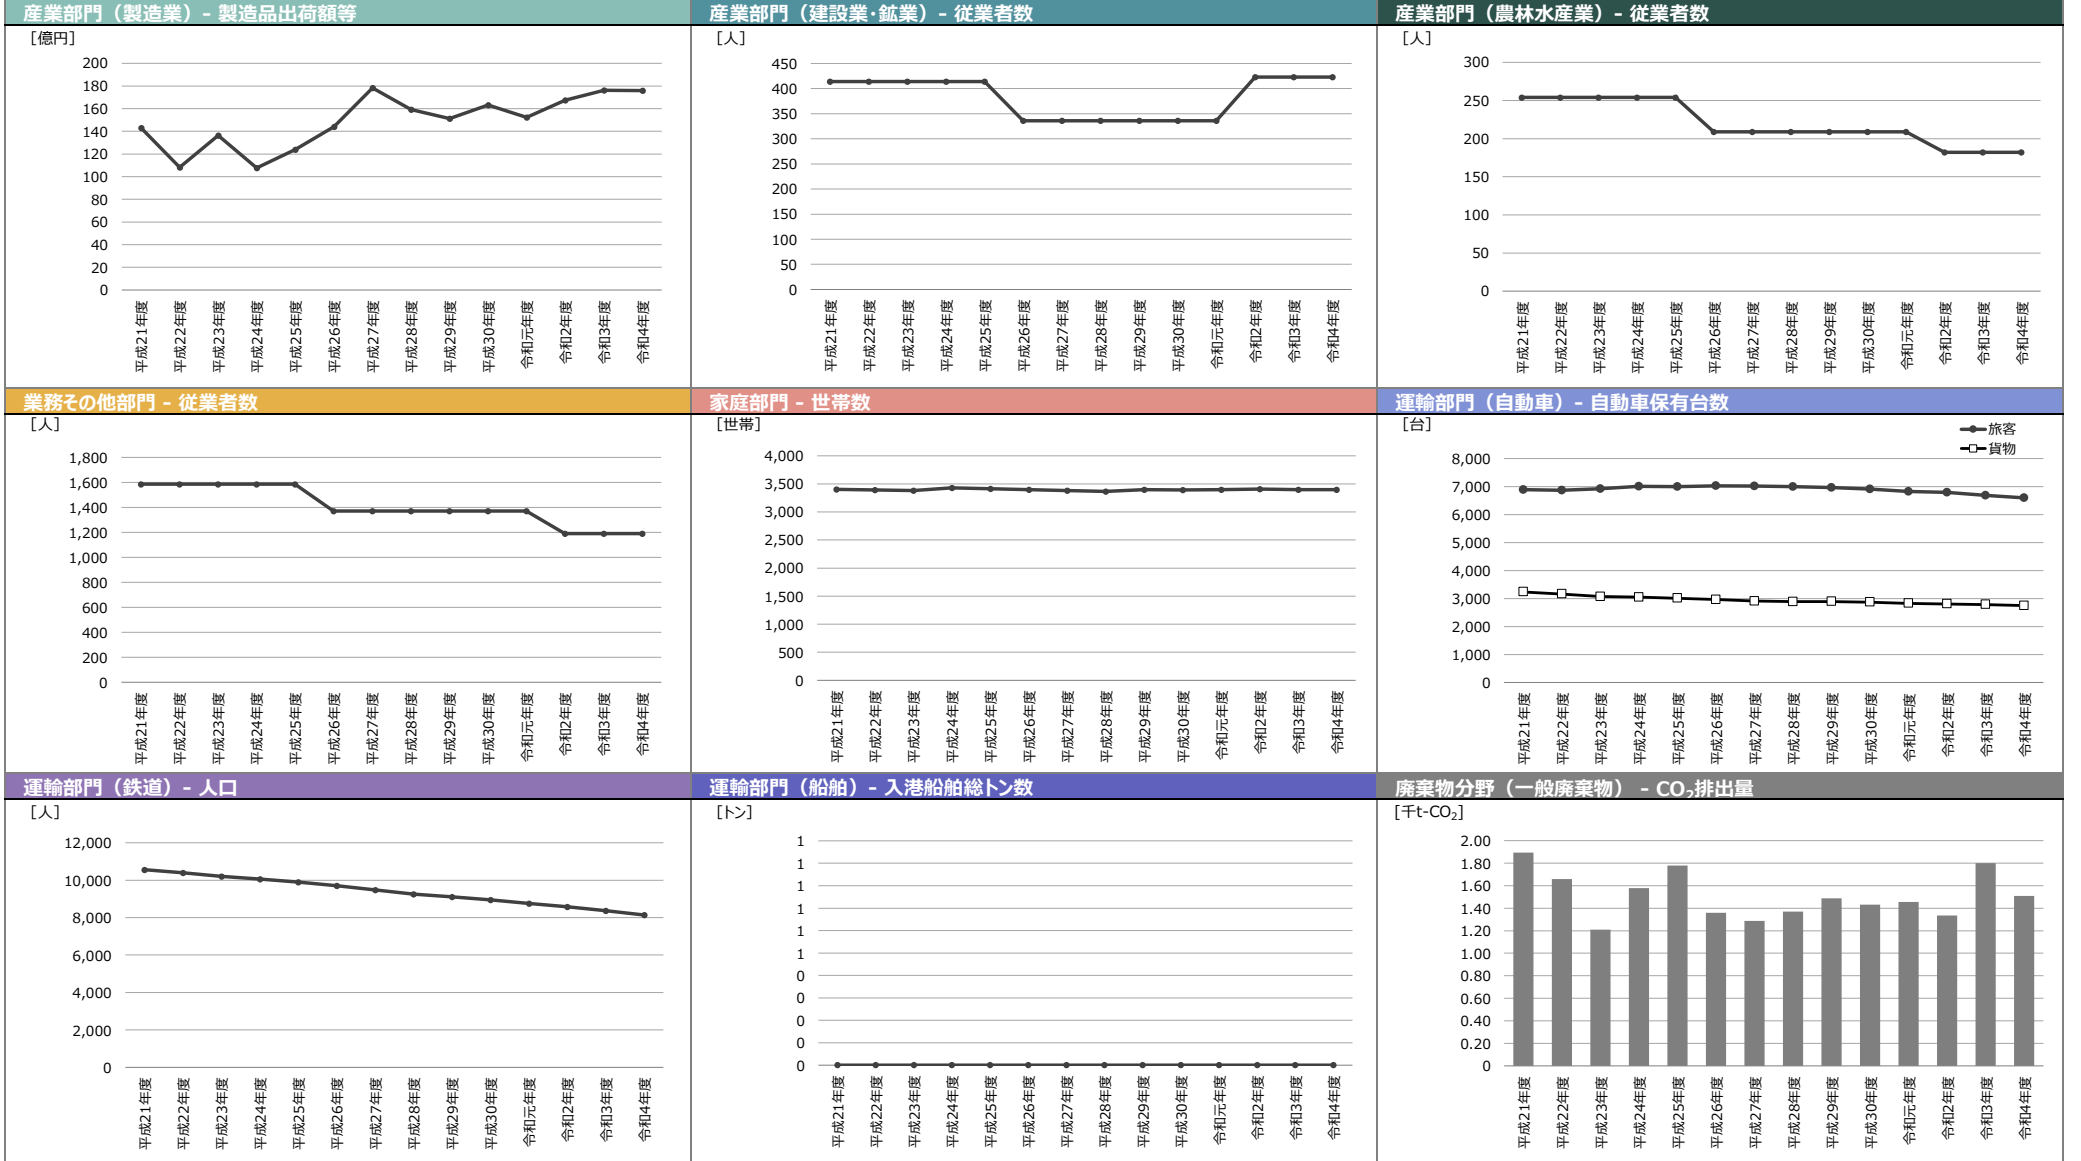 産業部門（製造業）- 製造品出荷額等
[億円]
200
180
160
140
120
100
80
60
40
20
0
平成21年度
平成22年度
平成23年度
平成24年度
平成25年度
平成26年度
平成27年度
平成28年度
平成29年度
平成30年度
令和元年度
令和2年度
令和3年度
令和4年度
産業部門（建設業･鉱業）- 従業者数
[人]
450
400
350
300
250
200
150
100
50
0
平成21年度
平成22年度
平成23年度
平成24年度
平成25年度
平成26年度
平成27年度
平成28年度
平成29年度
平成30年度
令和元年度
令和2年度
令和3年度
令和4年度
産業部門（農林水産業）- 従業者数
[人]
300
250
200
150
100
50
0
平成21年度
平成22年度
平成23年度
平成24年度
平成25年度
平成26年度
平成27年度
平成28年度
平成29年度
平成30年度
令和元年度
令和2年度
令和3年度
令和4年度
業務その他部門 - 従業者数
[人]
1,800
1,600
1,400
1,200
1,000
800
600
400
200
0
平成21年度
平成22年度
平成23年度
平成24年度
平成25年度
平成26年度
平成27年度
平成28年度
平成29年度
平成30年度
令和元年度
令和2年度
令和3年度
令和4年度
家庭部門 - 世帯数
[世帯]
4,000
3,500
3,000
2,500
2,000
1,500
1,000
500
0
平成21年度
平成22年度
平成23年度
平成24年度
平成25年度
平成26年度
平成27年度
平成28年度
平成29年度
平成30年度
令和元年度
令和2年度
令和3年度
令和4年度
運輸部門（自動車）- 自動車保有台数
[台]
旅客
貨物
8,000
7,000
6,000
5,000
4,000
3,000
2,000
1,000
0
平成21年度
平成22年度
平成23年度
平成24年度
平成25年度
平成26年度
平成27年度
平成28年度
平成29年度
平成30年度
令和元年度
令和2年度
令和3年度
令和4年度
運輸部門（鉄道）- 人口
[人]
12,000
10,000
8,000
6,000
4,000
2,000
0
平成21年度
平成22年度
平成23年度
平成24年度
平成25年度
平成26年度
平成27年度
平成28年度
平成29年度
平成30年度
令和元年度
令和2年度
令和3年度
令和4年度
運輸部門（船舶）- 入港船舶総トン数
[トン]
1
1
1
1
1
1
0
0
0
0
0
平成21年度
平成22年度
平成23年度
平成24年度
平成25年度
平成26年度
平成27年度
平成28年度
平成29年度
平成30年度
令和元年度
令和2年度
令和3年度
令和4年度
廃棄物分野（一般廃棄物） - CO₂排出量
[千t-CO₂]
2.00
1.80
1.60
1.40
1.20
1.00
0.80
0.60
0.40
0.20
0
平成21年度
平成22年度
平成23年度
平成24年度
平成25年度
平成26年度
平成27年度
平成28年度
平成29年度
平成30年度
令和元年度
令和2年度
令和3年度
令和4年度